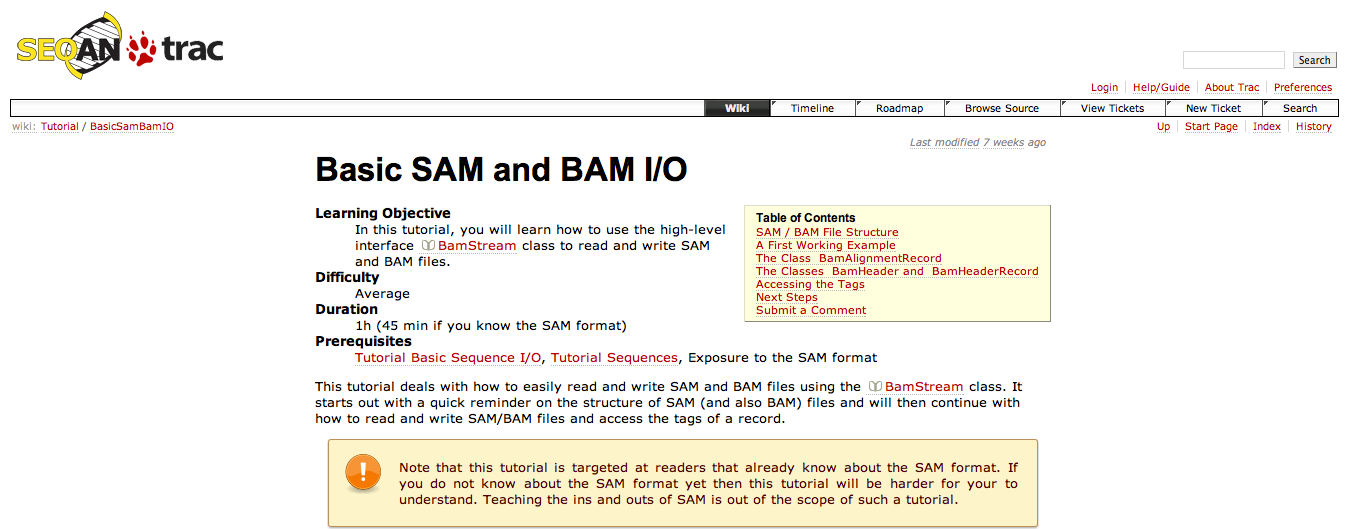 SEQAN trac
Search
Login Help/Guide About Trac Preferences
Wiki Timeline Roadmap Browse Source View Tickets New Ticket Search
wiki: Tutorial / BasicSamBamIO
Up Start Page Index History
Last modified 7 weeks ago
Basic SAM and BAM I/O
Learning Objective
In this tutorial, you will learn how to use the high-level
interface BamStream class to read and write SAM
and BAM files.
Difficulty
Average
Duration
1h (45 min if you know the SAM format)
Prerequisites
Tutorial Basic Sequence I/O, Tutorial Sequences, Exposure to the SAM format
Table of Contents
SAM / BAM File Structure
A First Working Example
The Class BamAlignmentRecord
The Classes BamHeader and BamHeaderRecord
Accessing the Tags
Next Steps
Submit a Comment
This tutorial deals with how to easily read and write SAM and BAM files using the BamStream class. It
starts out with a quick reminder on the structure of SAM (and also BAM) files and will then continue with
how to read and write SAM/BAM files and access the tags of a record.
Note that this tutorial is targeted at readers that already know about the SAM format. If
you do not know about the SAM format yet then this tutorial will be harder for your to
understand. Teaching the ins and outs of SAM is out of the scope of such a tutorial.